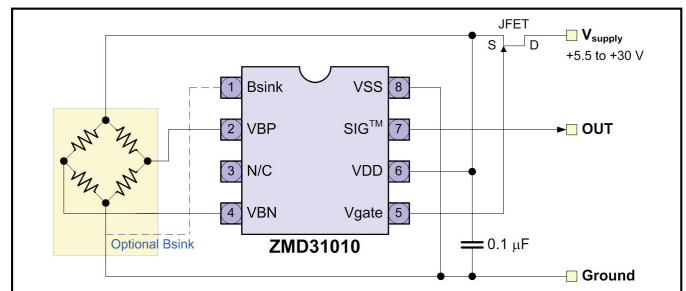 JFET
S D
Vsupply
+5.5 to +30 V
1 Bsink VSS 8
2 VBP SIG™ 7
OUT
3 N/C VDD 6
4 VBN Vgate 5
Optional Bsink
ZMD31010
0.1 µF
Ground